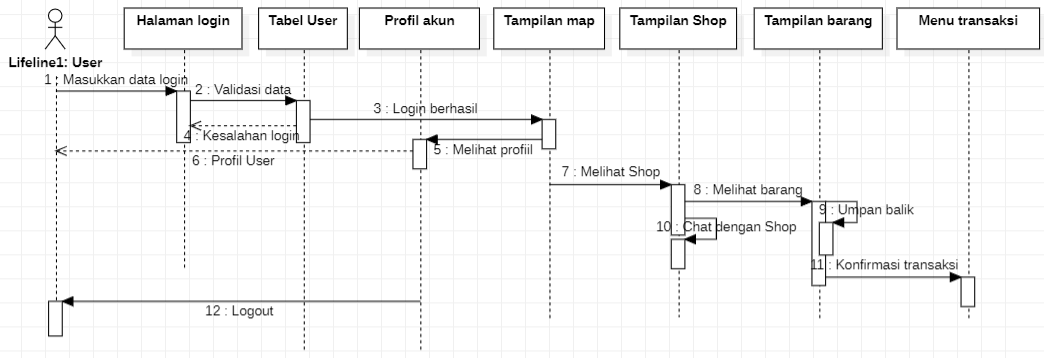 Halaman login
Tabel User
Profil akun
Tampilan map
Tampilan Shop
Tampilan barang
Menu transaksi
Lifeline1: User
1 : Masukkan data login
2 : Validasi data
3 : Login berhasil
4 : Kesalahan login
5 : Melihat profiil
6 : Profil User
7 : Melihat Shop
8 : Melihat barang
9 : Umpan balik
10 : Chat dengan Shop
11 : Konfirmasi transaksi
12 : Logout